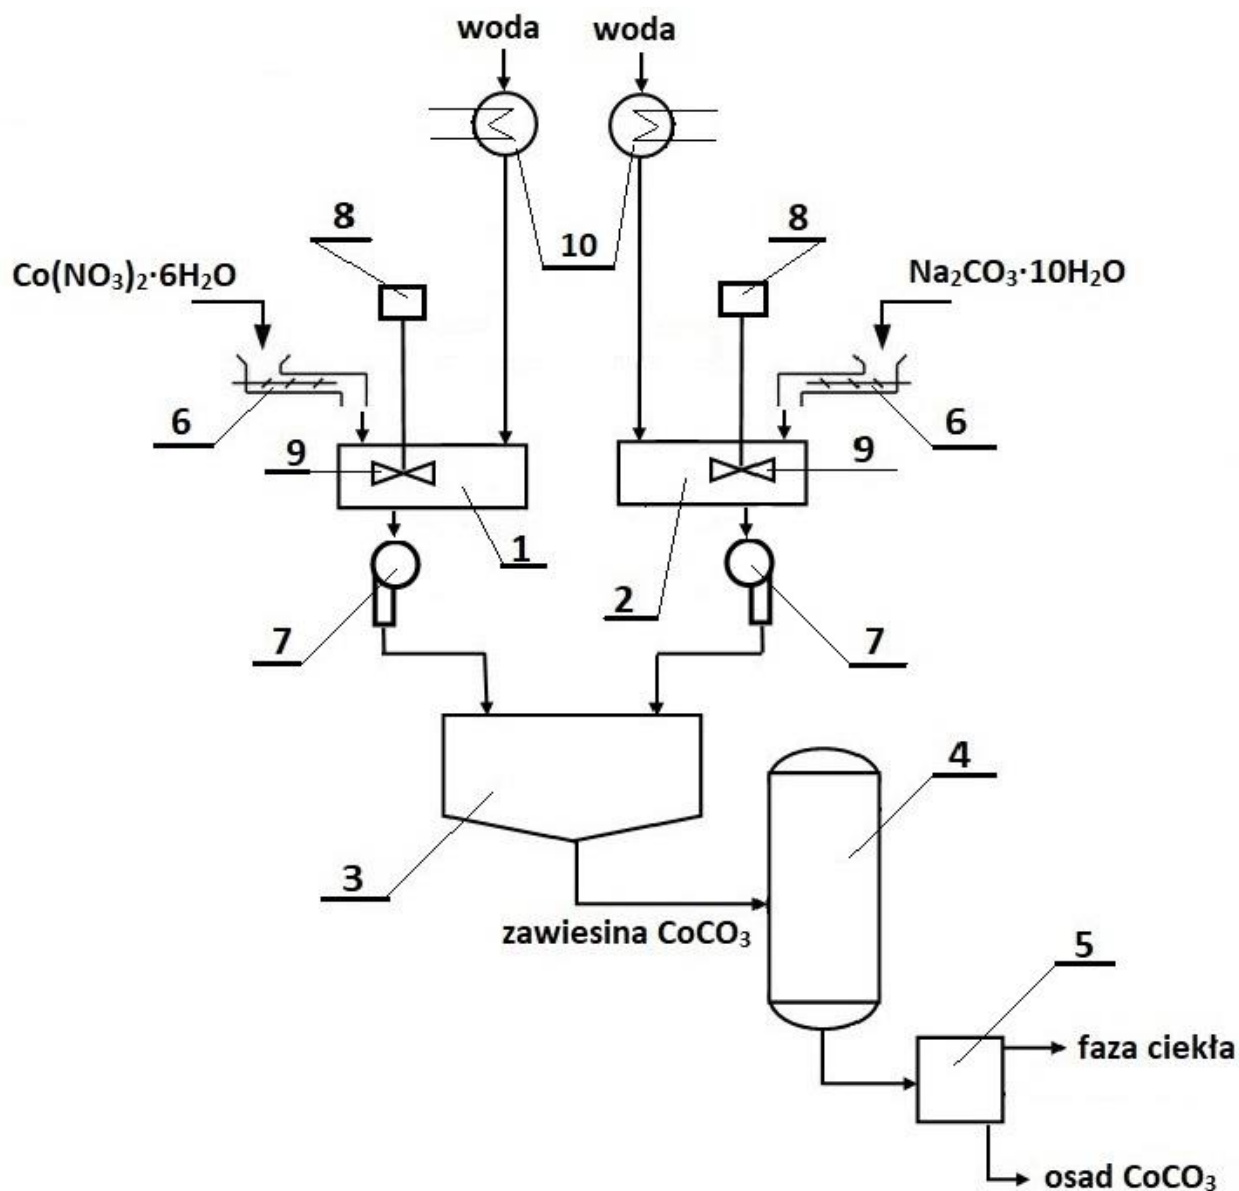 woda
woda
8
8
10
Co(NO₃)₂·6H₂O
Na₂CO₃·10H₂O
6
6
9
9
1
2
7
7
4
3
zawiesina CoCO₃
5
faza ciekła
osad CoCO₃